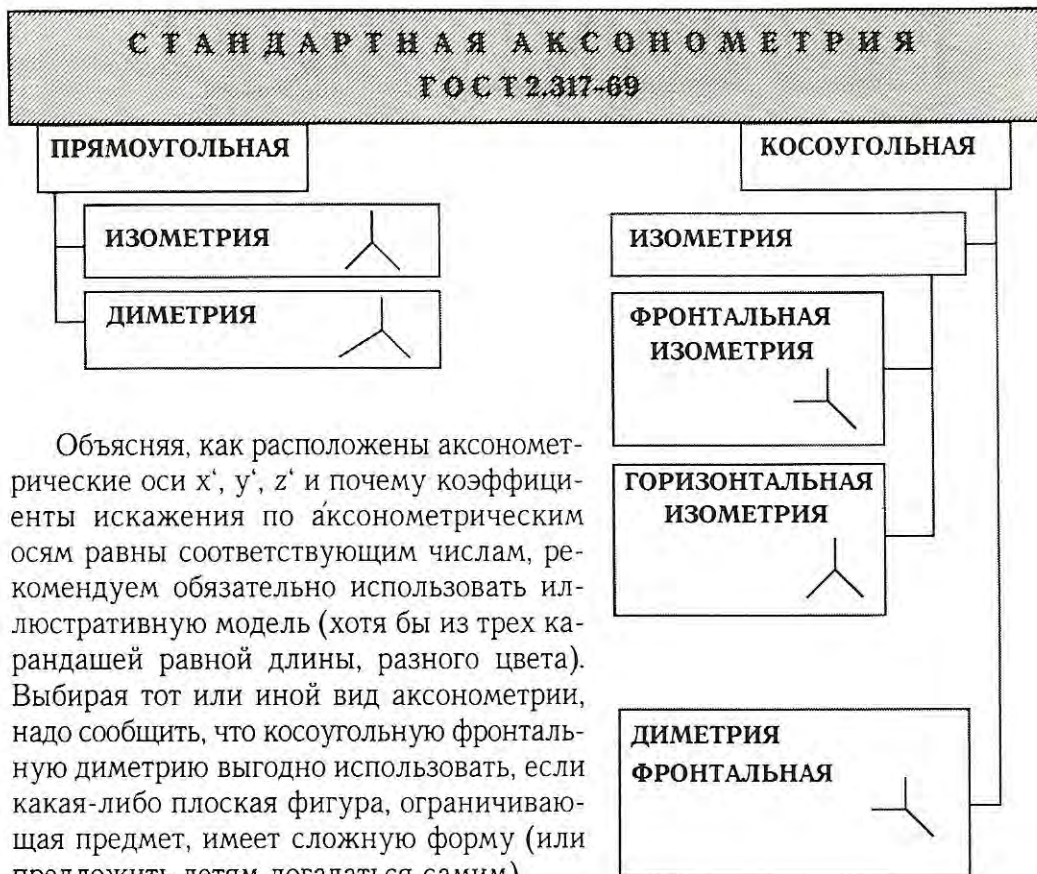 СТАНДАРТНАЯ АКСОНОМЕТРИЯ
ГОСТ 2.317-69
ПРЯМОУГОЛЬНАЯ
ИЗОМЕТРИЯ
ДИМЕТРИЯ
КОСОУГОЛЬНАЯ
ИЗОМЕТРИЯ
ФРОНТАЛЬНАЯ
ИЗОМЕТРИЯ
ГОРИЗОНТАЛЬНАЯ
ИЗОМЕТРИЯ
ДИМЕТРИЯ
ФРОНТАЛЬНАЯ
Объясняя, как расположены аксономет-
рические оси x‘, y‘, z‘ и почему коэффици-
енты искажения по аксонометрическим
осям равны соответствующим числам, ре-
комендуем обязательно использовать ил-
люстративную модель (хотя бы из трех ка-
рандашей равной длины, разного цвета).
Выбирая тот или иной вид аксонометрии,
надо сообщить, что косоугольную фронталь-
ную диметрию выгодно использовать, если
какая-либо плоская фигура, ограничиваю-
щая предмет, имеет сложную форму (или
предложить детям догадаться самим)